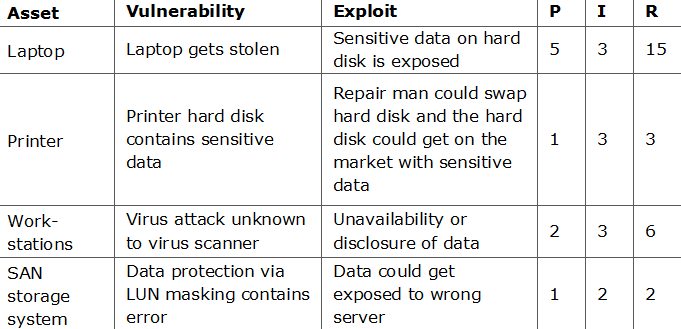 Asset Vulnerability Exploit P I R
Laptop Laptop gets stolen Sensitive data on hard disk is exposed 5 3 15
Printer Printer hard disk contains sensitive data Repair man could swap hard disk and the hard disk could get on the market with sensitive data 1 3 3
Work-stations Virus attack unknown to virus scanner Unavailability or disclosure of data 2 3 6
SAN storage system Data protection via LUN masking contains error Data could get exposed to wrong server 1 2 2